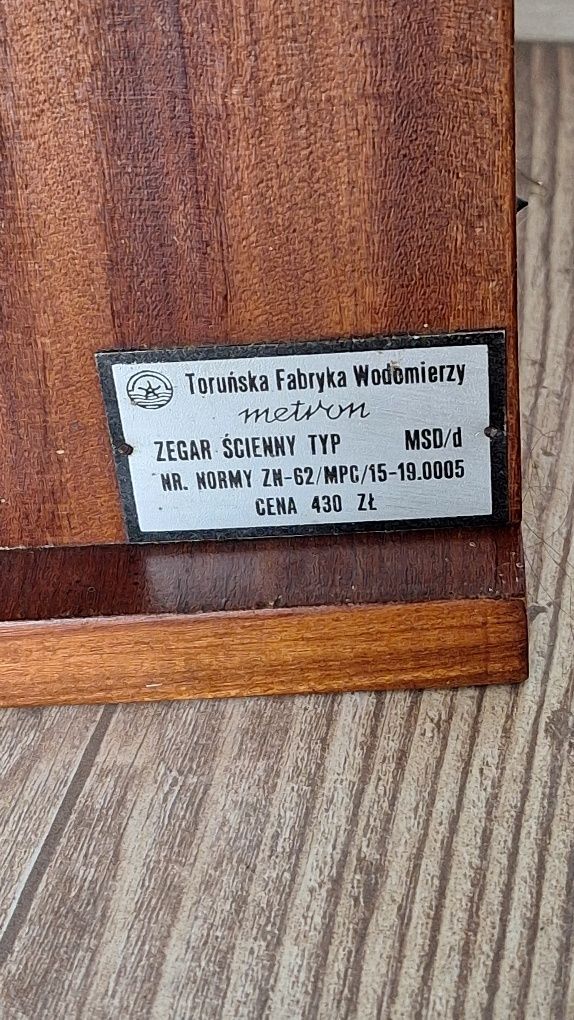 Toruńska Fabryka Wodomierzy
metron
ZEGAR ŚCIENNY TYP MSD/d
NR. NORMY ZN-62/MPC/15-19.0005
CENA 430 ZŁ